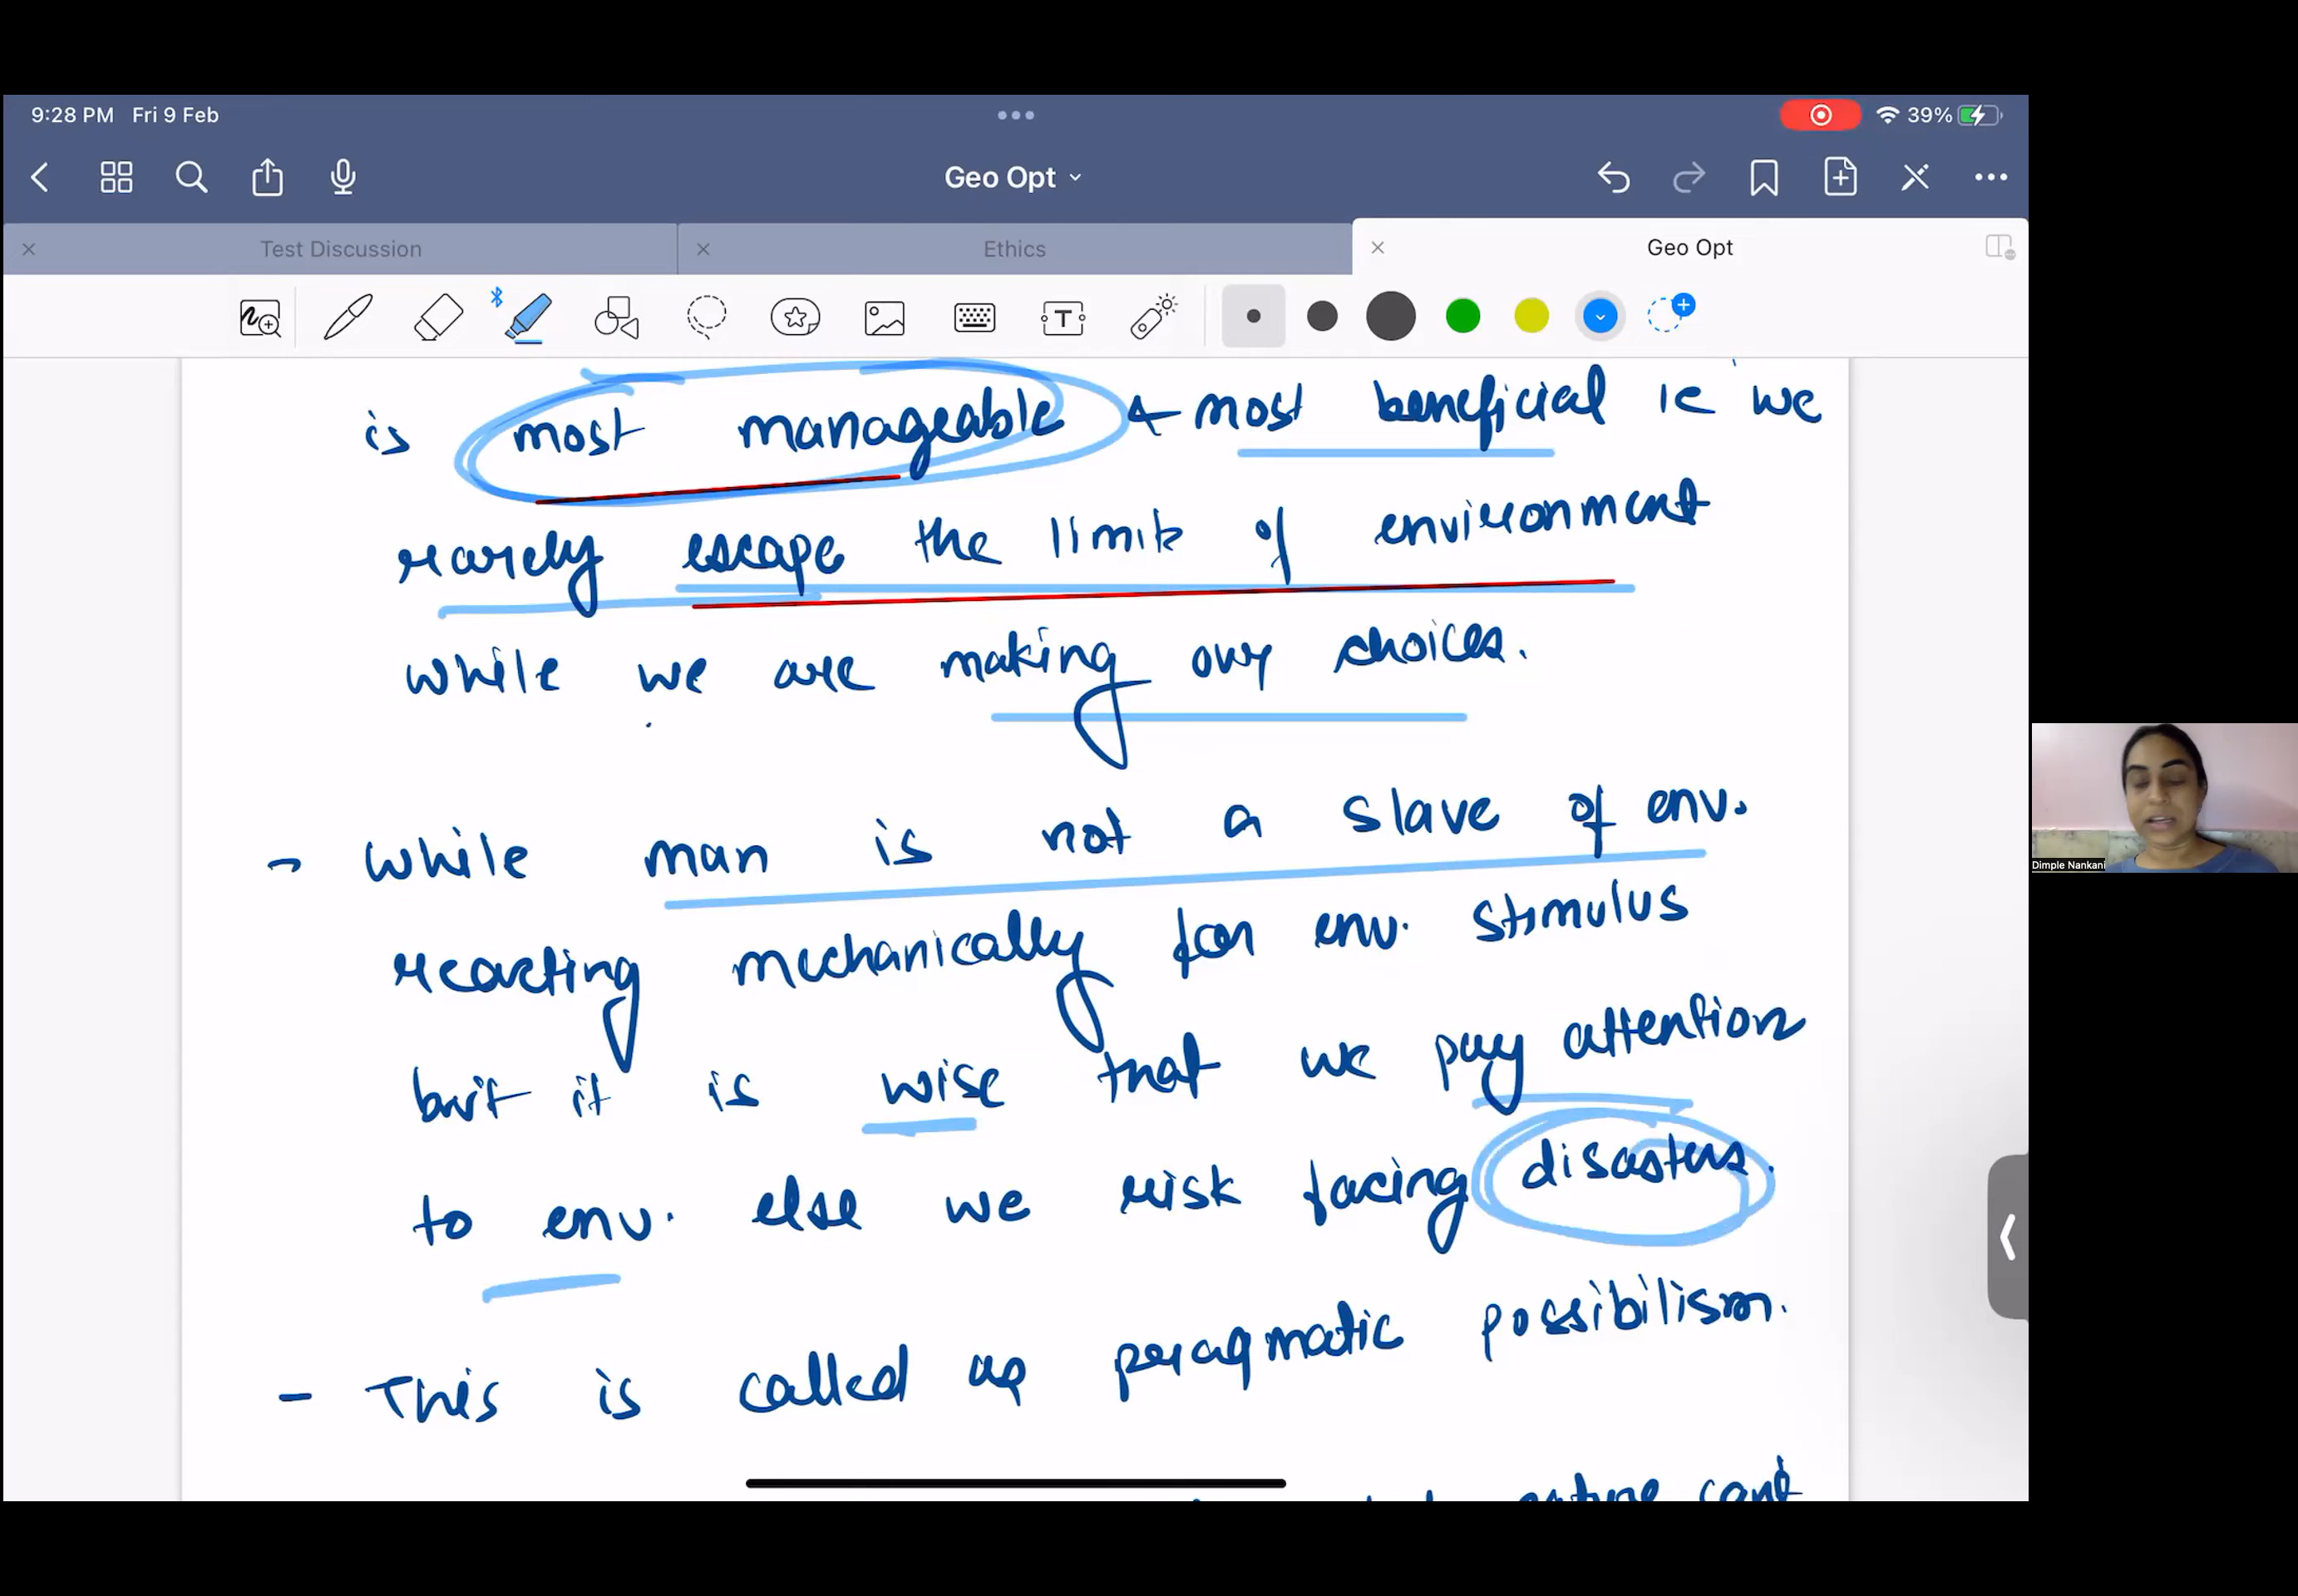 9:28 PM Fri 9 Feb
39%
Geo Opt
Test Discussion
Ethics
Geo Opt
is most manageable & most beneficial ie we
rarely escape the limits of environment
while we are making our choices.
- While man is not a slave of env.
reacting mechanically for env. stimulus
but it is wise that we pay attention
to env. else we risk facing disasters.
- This is called as pragmatic possibilism.
nature can't
Dimple Nankani